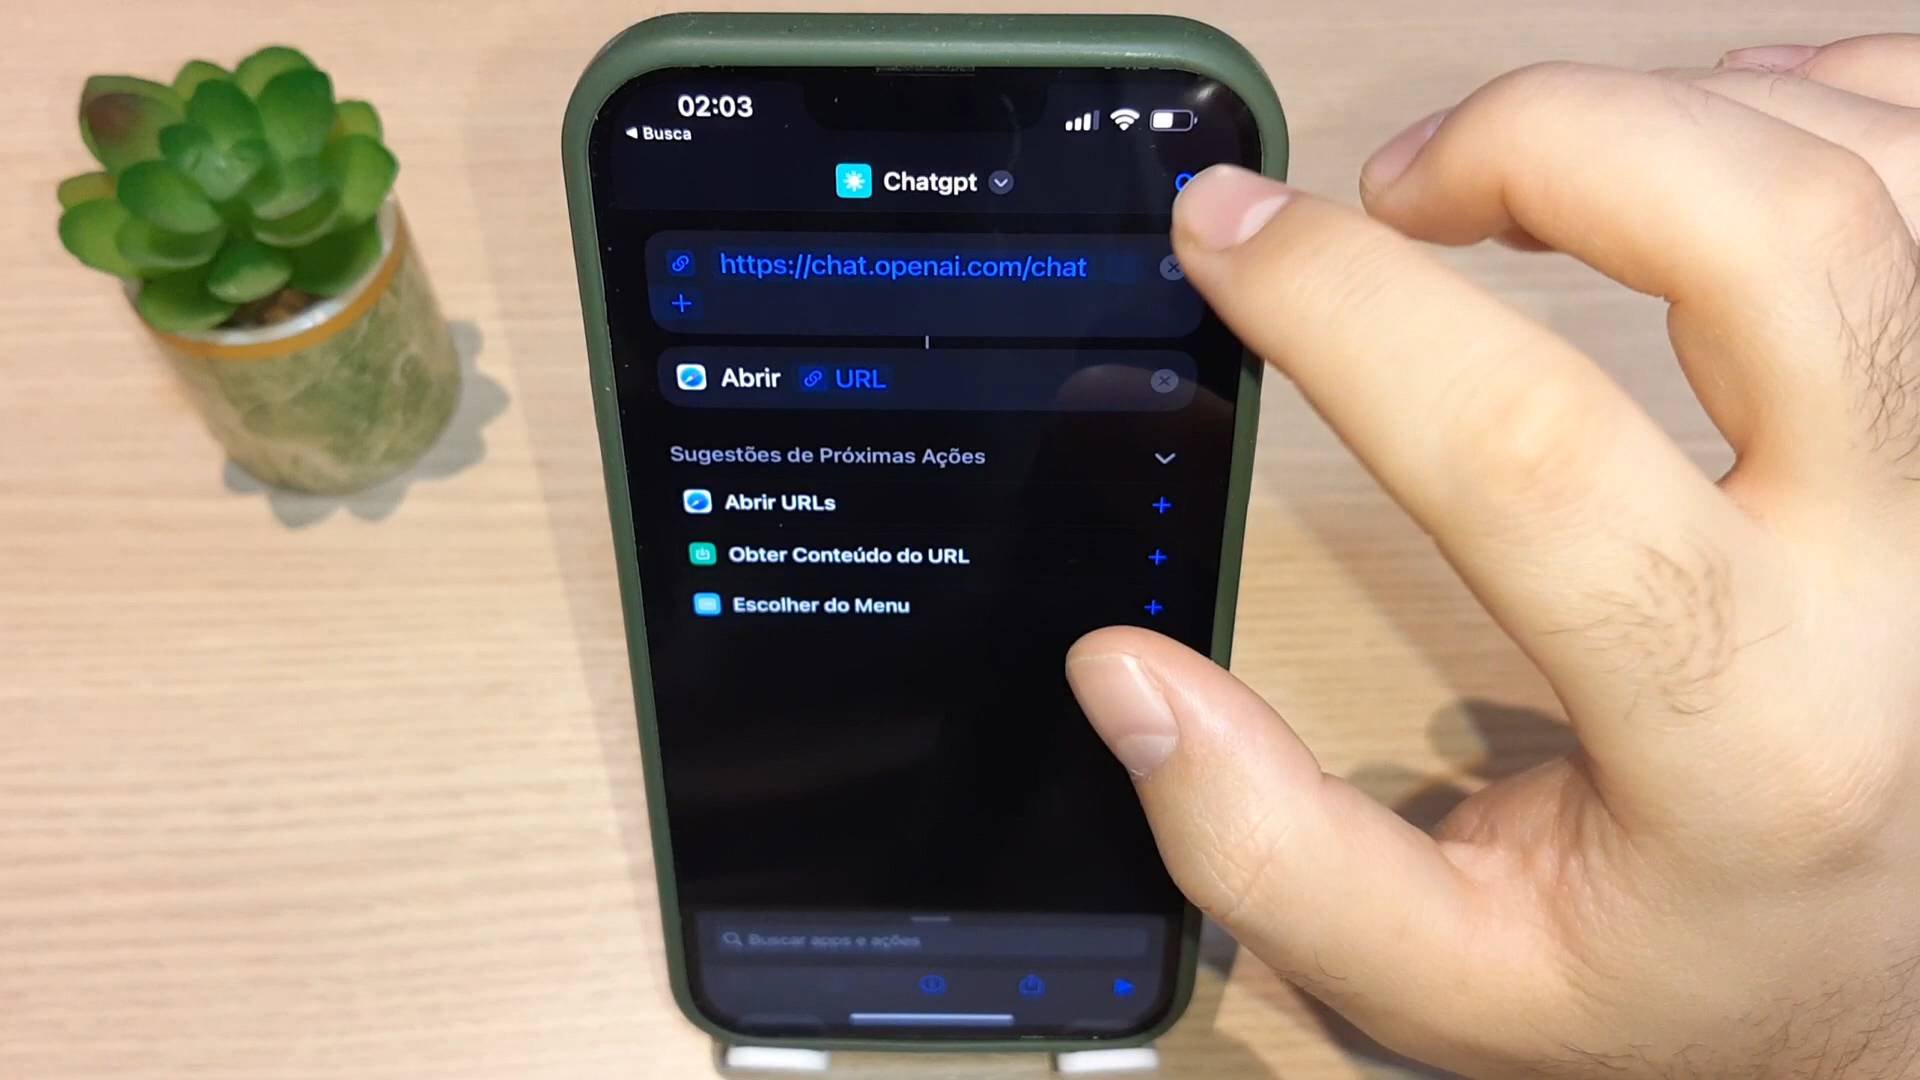 02:03
Busca
Chatgpt
https://chat.openai.com/chat
Abrir URL
Sugestões de Próximas Ações
Abrir URLs
Obter Conteúdo do URL
Escolher do Menu
Buscar apps e ações